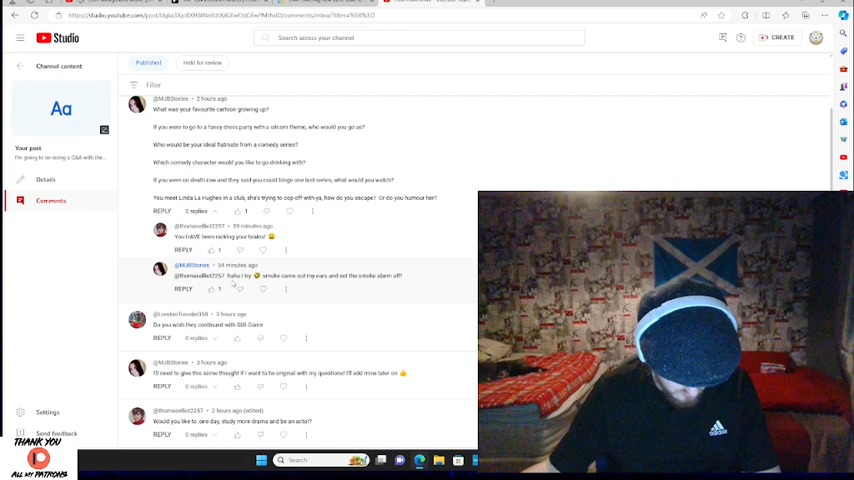 Studio
Search across your channel
CREATE
Channel content
Published
Held for review
Filter
Aa
Your post
I'm going to be doing a Q&A with the...
Details
Comments
@MJBStories • 2 hours ago
What was your favourite cartoon growing up?
If you were to go to a fancy dress party with a sitcom theme, who would you go as?
Who would be your ideal flatmate from a comedy series?
Which comedy character would you like to go drinking with?
If you were on death row and they said you could binge one last series, what would you watch?
You meet Linda La Hughes in a club, she's trying to cop off with ya, how do you escape? Or do you humour her?
REPLY 2 replies 1
@thomaselliot2257 • 59 minutes ago
You HAVE been racking your brains! 😄
REPLY 1
@MJBStories • 54 minutes ago
@thomaselliot2257 haha I try 🤣 smoke came out my ears and set the smoke alarm off!
REPLY 1
@LondonTraveler358 • 3 hours ago
Do you wish they continued with Still Game
REPLY 0 replies
@MJBStories • 3 hours ago
I'll need to give this some thought if I want to be original with my questions! I'll add mine later on 👍
REPLY 0 replies
@thomaselliot2257 • 2 hours ago (edited)
Would you like to .one day, study more drama and be an actor?
REPLY 0 replies
Settings
Send feedback
THANK YOU
ALL MY PATRONS
Search
adidas